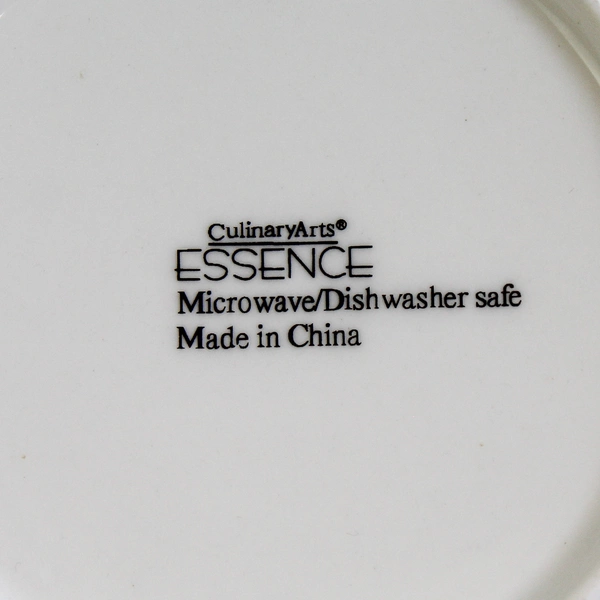 CulinaryArts®
ESSENCE
Microwave/Dishwasher safe
Made in China